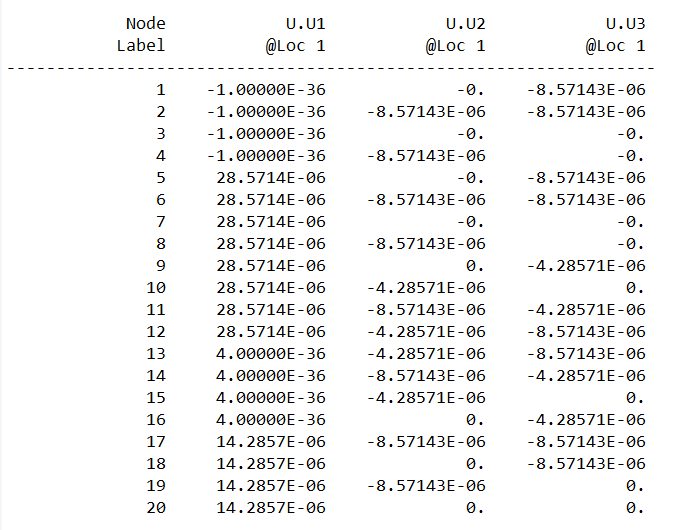 Node U.U1 U.U2 U.U3
Label @Loc 1 @Loc 1 @Loc 1
-----------------------------------------------------------------
1 -1.00000E-36 -0. -8.57143E-06
2 -1.00000E-36 -8.57143E-06 -8.57143E-06
3 -1.00000E-36 -0. -0.
4 -1.00000E-36 -8.57143E-06 -0.
5 28.5714E-06 -0. -8.57143E-06
6 28.5714E-06 -8.57143E-06 -8.57143E-06
7 28.5714E-06 -0. -0.
8 28.5714E-06 -8.57143E-06 -0.
9 28.5714E-06 0. -4.28571E-06
10 28.5714E-06 -4.28571E-06 0.
11 28.5714E-06 -8.57143E-06 -4.28571E-06
12 28.5714E-06 -4.28571E-06 -8.57143E-06
13 4.00000E-36 -4.28571E-06 -8.57143E-06
14 4.00000E-36 -8.57143E-06 -4.28571E-06
15 4.00000E-36 -4.28571E-06 0.
16 4.00000E-36 0. -4.28571E-06
17 14.2857E-06 -8.57143E-06 -8.57143E-06
18 14.2857E-06 0. -8.57143E-06
19 14.2857E-06 -8.57143E-06 0.
20 14.2857E-06 0. 0.